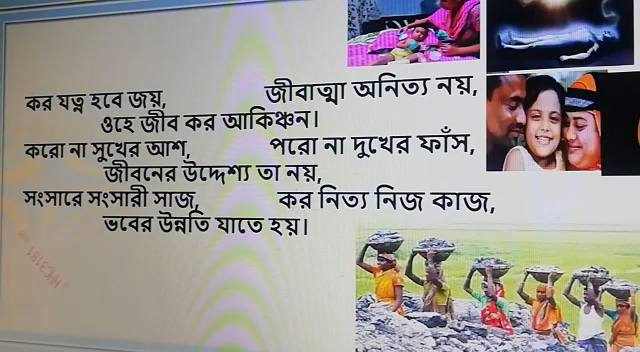 কর যত্ন হবে জয়, জীবাত্মা অনিত্য নয়,
ওহে জীব কর আকিঞ্চন।
করো না সুখের আশ, পরো না দুখের ফাঁস,
জীবনের উদ্দেশ্য তা নয়,
সংসারে সংসারী সাজ, কর নিত্য নিজ কাজ,
ভবের উন্নতি যাতে হয়।